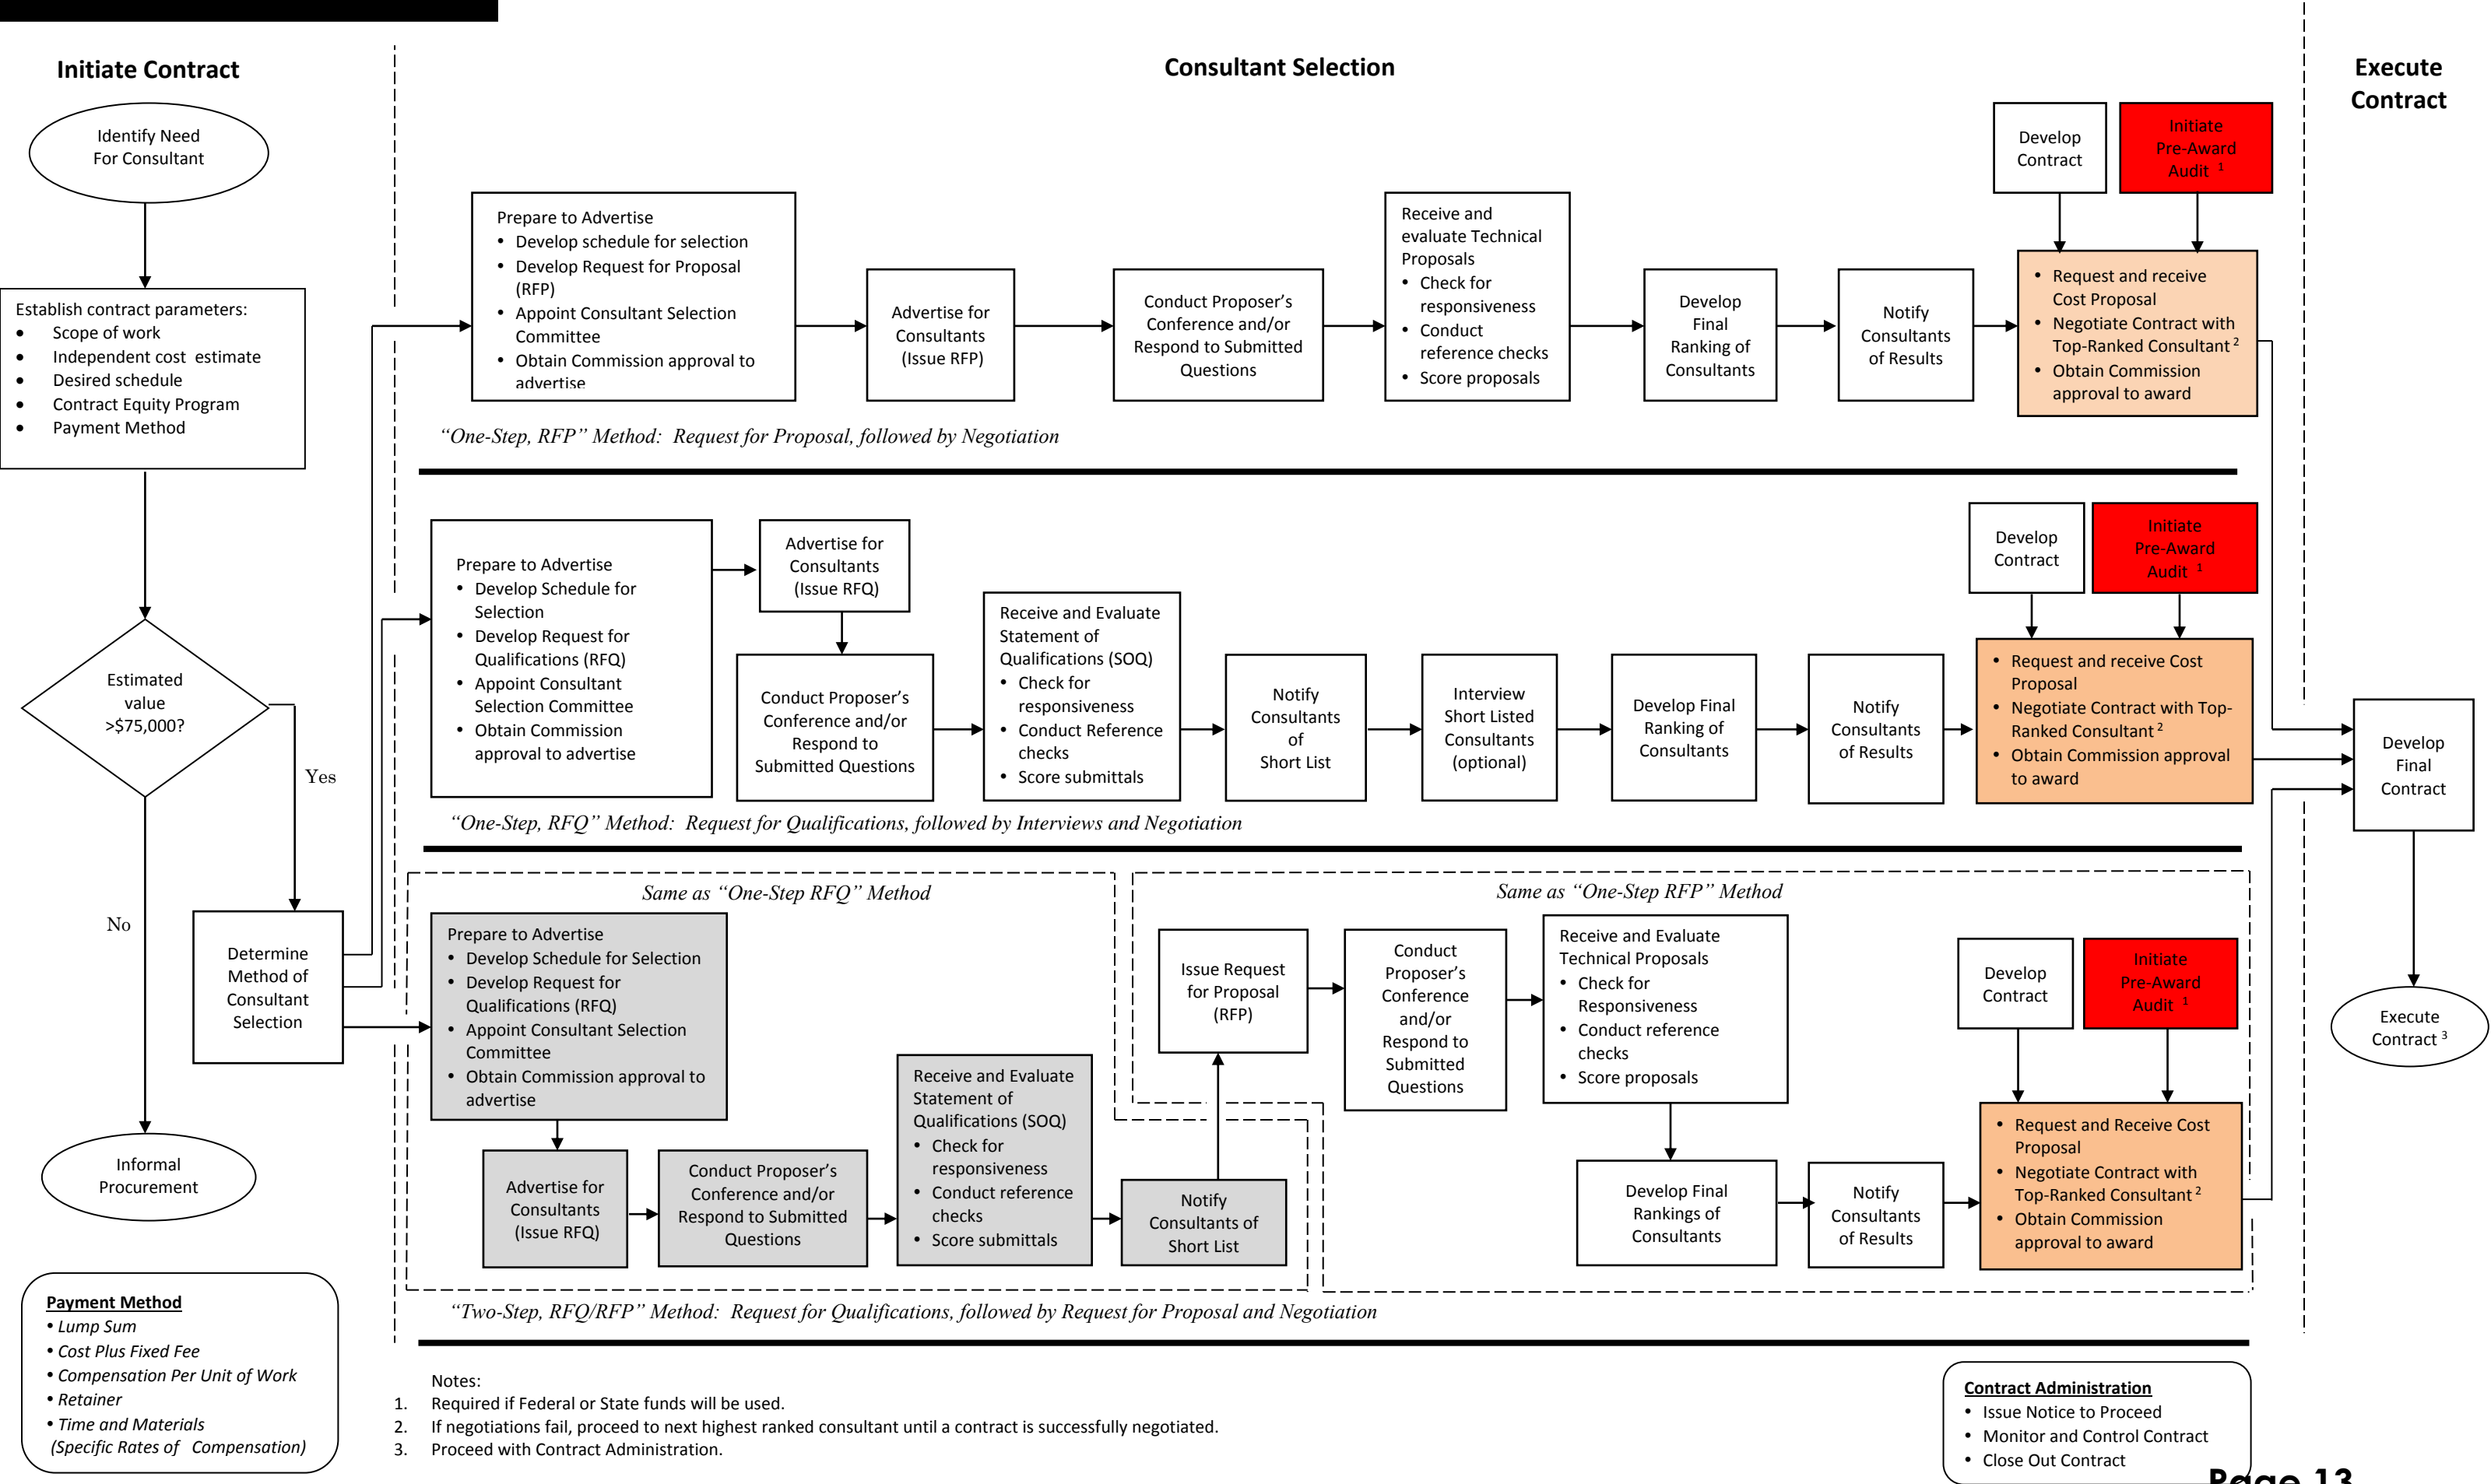 Initiate Contract
Consultant Selection
Execute
Contract
Identify Need
For Consultant
Establish contract parameters:
• Scope of work
• Independent cost estimate
• Desired schedule
• Contract Equity Program
• Payment Method
Estimated
value
>$75,000?
Yes
No
Determine
Method of
Consultant
Selection
Informal
Procurement
Prepare to Advertise
• Develop schedule for selection
• Develop Request for Proposal
(RFP)
• Appoint Consultant Selection
Committee
• Obtain Commission approval to
advertise
Advertise for
Consultants
(Issue RFP)
Conduct Proposer’s
Conference and/or
Respond to Submitted
Questions
Receive and
evaluate Technical
Proposals
• Check for
responsiveness
• Conduct
reference checks
• Score proposals
Develop
Final
Ranking of
Consultants
Notify
Consultants
of Results
Develop
Contract
Initiate
Pre-Award
Audit 1
• Request and receive
Cost Proposal
• Negotiate Contract with
Top-Ranked Consultant 2
• Obtain Commission
approval to award
“One-Step, RFP” Method: Request for Proposal, followed by Negotiation
Prepare to Advertise
• Develop Schedule for
Selection
• Develop Request for
Qualifications (RFQ)
• Appoint Consultant
Selection Committee
• Obtain Commission
approval to advertise
Advertise for
Consultants
(Issue RFQ)
Conduct Proposer’s
Conference and/or
Respond to
Submitted Questions
Receive and Evaluate
Statement of
Qualifications (SOQ)
• Check for
responsiveness
• Conduct Reference
checks
• Score submittals
Notify
Consultants
of
Short List
Interview
Short Listed
Consultants
(optional)
Develop Final
Ranking of
Consultants
Notify
Consultants
of Results
Develop
Contract
Initiate
Pre-Award
Audit 1
• Request and receive Cost
Proposal
• Negotiate Contract with Top-
Ranked Consultant 2
• Obtain Commission approval
to award
“One-Step, RFQ” Method: Request for Qualifications, followed by Interviews and Negotiation
Same as “One-Step RFQ” Method
Prepare to Advertise
• Develop Schedule for Selection
• Develop Request for
Qualifications (RFQ)
• Appoint Consultant Selection
Committee
• Obtain Commission approval to
advertise
Advertise for
Consultants
(Issue RFQ)
Conduct Proposer’s
Conference and/or
Respond to Submitted
Questions
Receive and Evaluate
Statement of
Qualifications (SOQ)
• Check for
responsiveness
• Conduct reference
checks
• Score submittals
Notify
Consultants of
Short List
Same as “One-Step RFP” Method
Issue Request
for Proposal
(RFP)
Conduct
Proposer’s
Conference
and/or
Respond to
Submitted
Questions
Receive and Evaluate
Technical Proposals
• Check for
Responsiveness
• Conduct reference
checks
• Score proposals
Develop Final
Rankings of
Consultants
Notify
Consultants
of Results
Develop
Contract
Initiate
Pre-Award
Audit 1
• Request and Receive Cost
Proposal
• Negotiate Contract with
Top-Ranked Consultant 2
• Obtain Commission
approval to award
“Two-Step, RFQ/RFP” Method: Request for Qualifications, followed by Request for Proposal and Negotiation
Develop
Final
Contract
Execute
Contract 3
Payment Method
• Lump Sum
• Cost Plus Fixed Fee
• Compensation Per Unit of Work
• Retainer
• Time and Materials
(Specific Rates of Compensation)
Notes:
1. Required if Federal or State funds will be used.
2. If negotiations fail, proceed to next highest ranked consultant until a contract is successfully negotiated.
3. Proceed with Contract Administration.
Contract Administration
• Issue Notice to Proceed
• Monitor and Control Contract
• Close Out Contract
Page 13